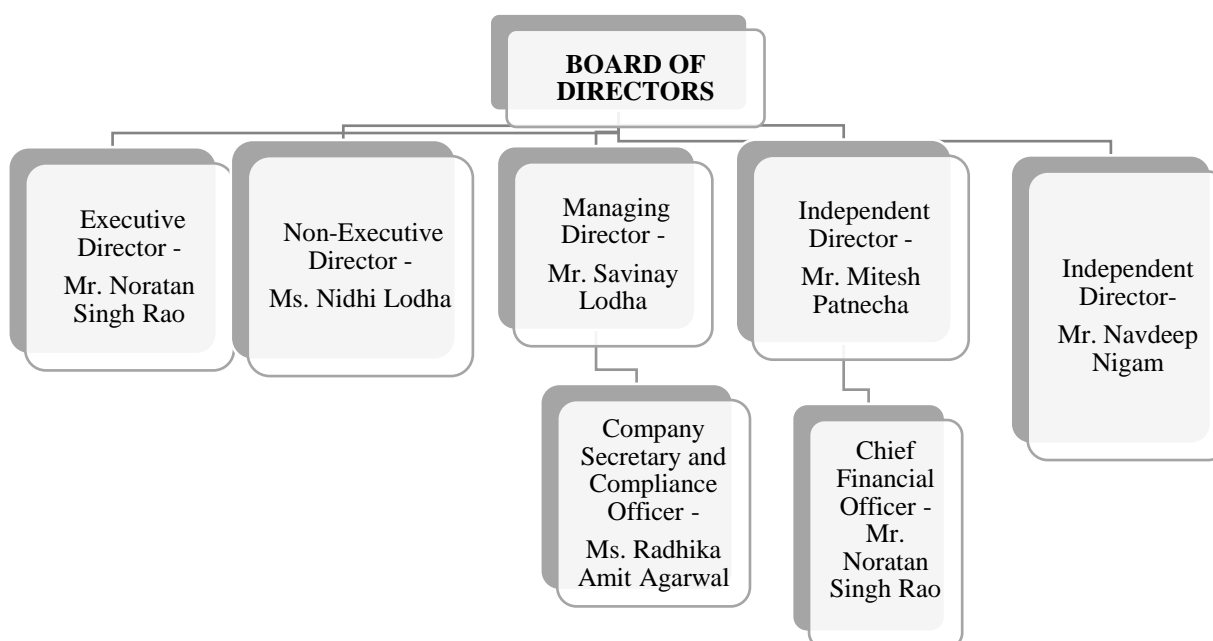 BOARD OF
DIRECTORS
Executive
Director -
Mr. Noratan
Singh Rao
Non-Executive
Director -
Ms. Nidhi Lodha
Managing
Director -
Mr. Savinay
Lodha
Independent
Director -
Mr. Mitesh
Patnecha
Independent
Director-
Mr. Navdeep
Nigam
Company
Secretary and
Compliance
Officer -
Ms. Radhika
Amit Agarwal
Chief
Financial
Officer -
Mr.
Noratan
Singh Rao